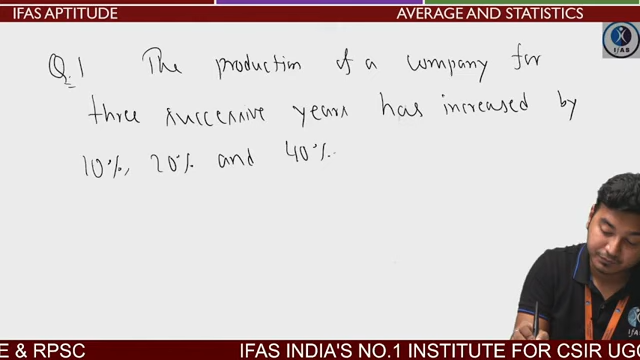 IFAS APTITUDE
AVERAGE AND STATISTICS
IFAS
Q.1 The production of a company for
three successive years has increased by
10%, 20% and 40%
E & RPSC
IFAS INDIA'S NO.1 INSTITUTE FOR CSIR UG